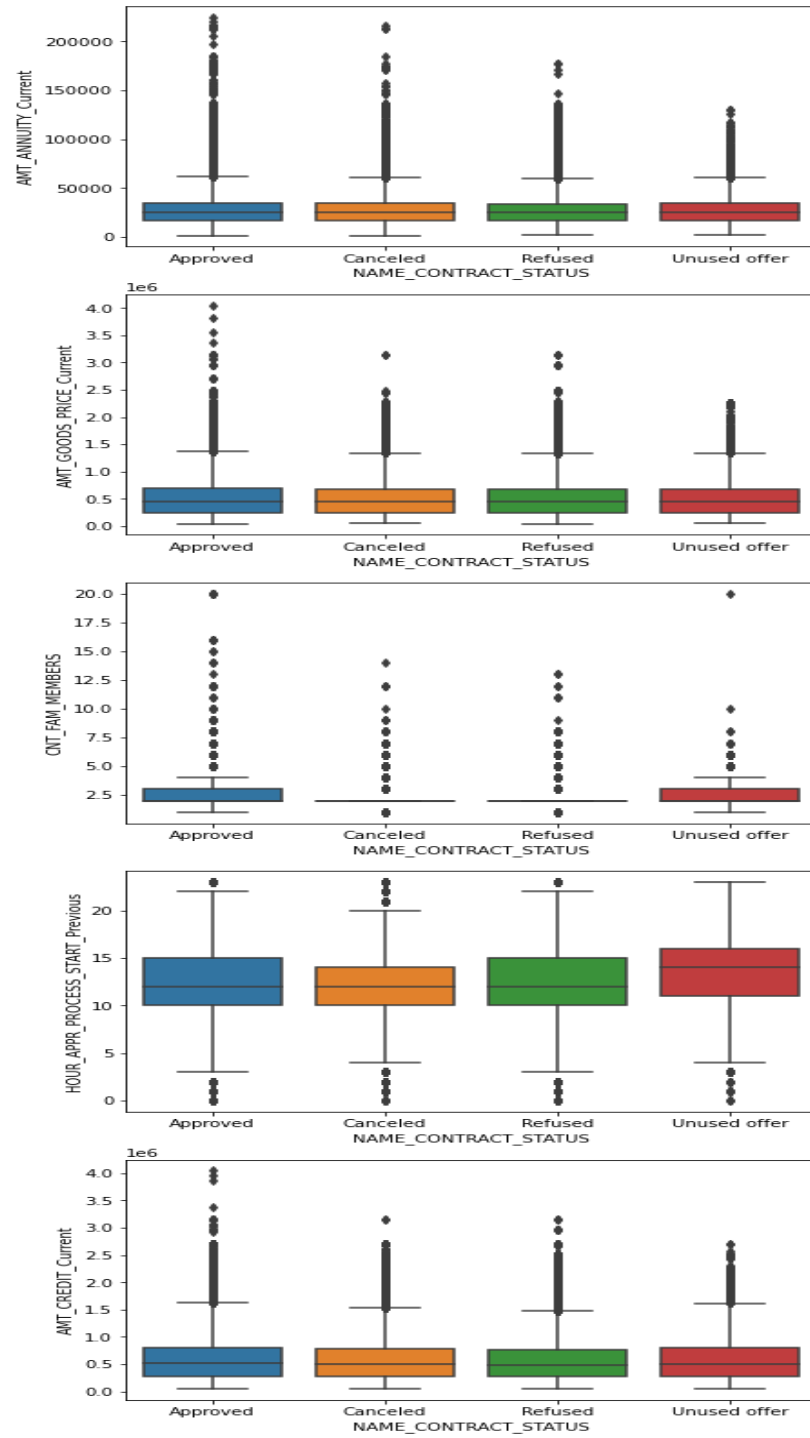 AMT_ANNUITY_Current
200000
150000
100000
50000
0
Approved Canceled Refused Unused offer
NAME_CONTRACT_STATUS
1e6
AMT_GOODS_PRICE_Current
4.0
3.5
3.0
2.5
2.0
1.5
1.0
0.5
0.0
Approved Canceled Refused Unused offer
NAME_CONTRACT_STATUS
CNT_FAM_MEMBERS
20.0
17.5
15.0
12.5
10.0
7.5
5.0
2.5
Approved Canceled Refused Unused offer
NAME_CONTRACT_STATUS
HOUR_APPR_PROCESS_START_Previous
20
15
10
5
0
Approved Canceled Refused Unused offer
NAME_CONTRACT_STATUS
1e6
AMT_CREDIT_Current
4.0
3.5
3.0
2.5
2.0
1.5
1.0
0.5
0.0
Approved Canceled Refused Unused offer
NAME_CONTRACT_STATUS